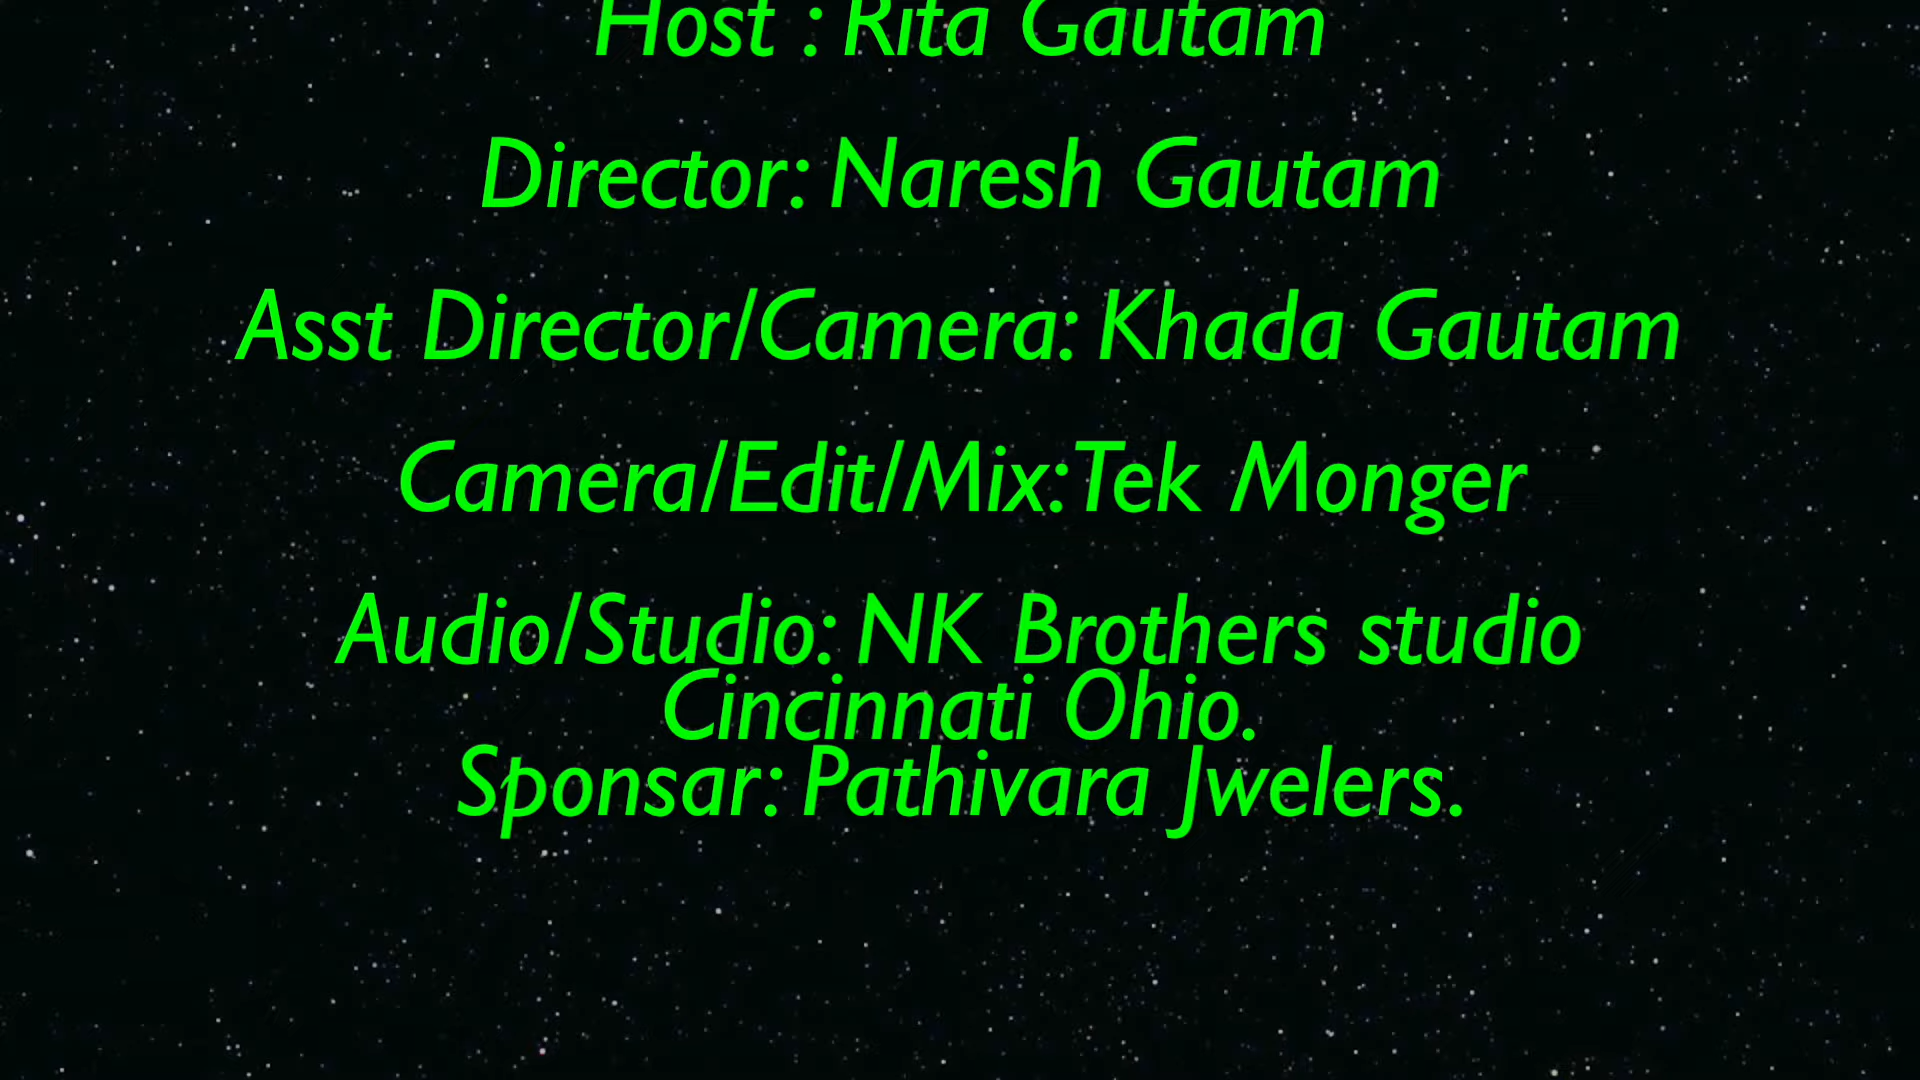 Host : Rita Gautam
Director: Naresh Gautam
Asst Director/Camera: Khada Gautam
Camera/Edit/Mix: Tek Monger
Audio/Studio: NK Brothers studio
Cincinnati Ohio.
Sponsar: Pathivara Jwelers.